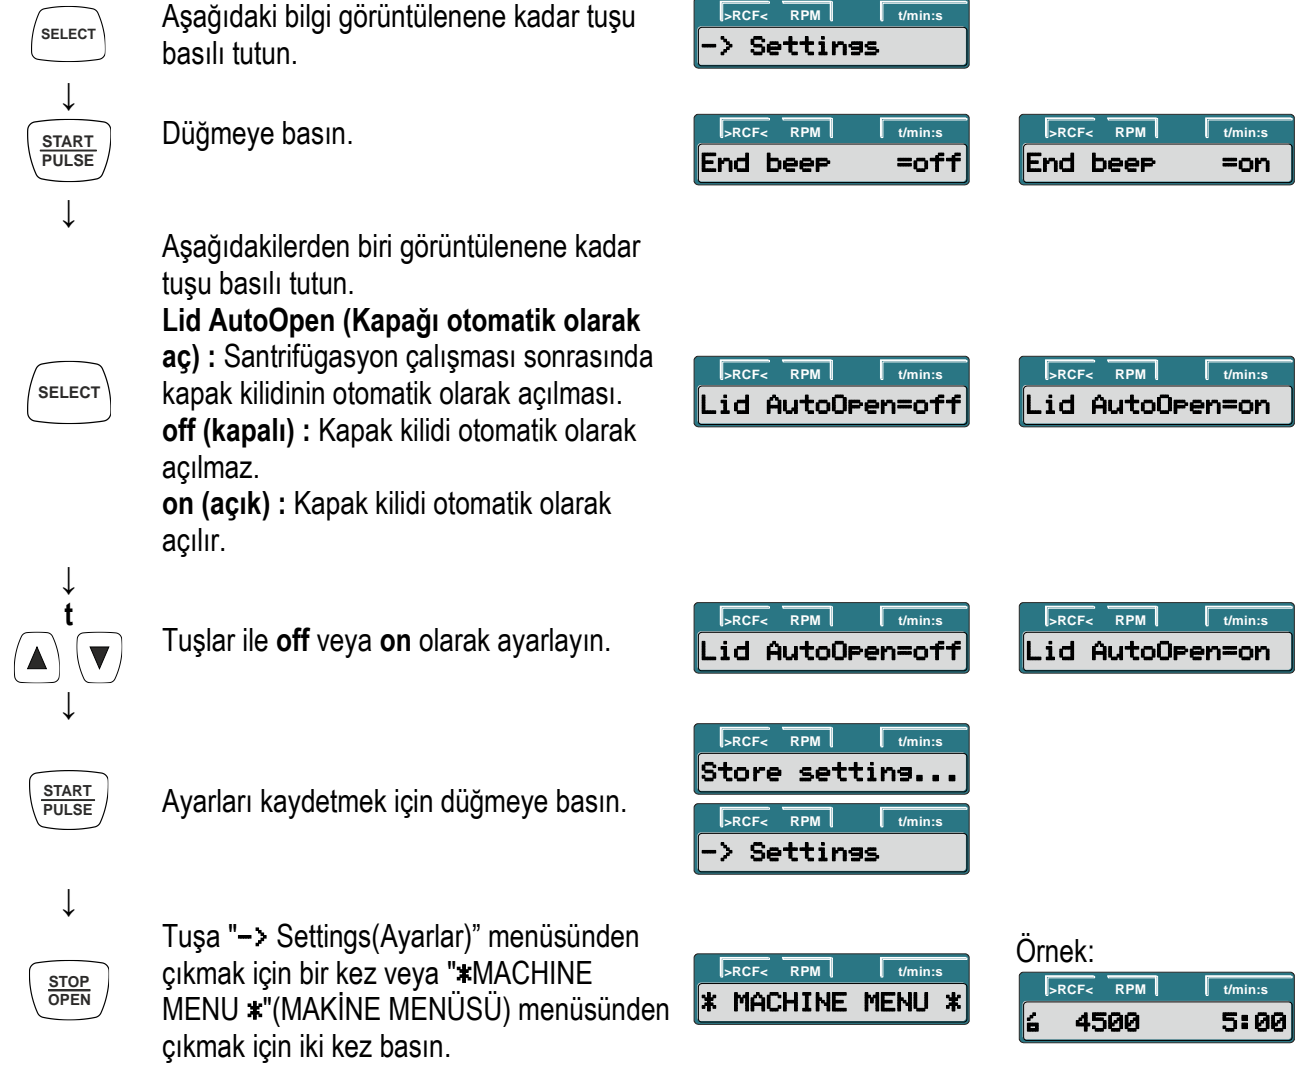 SELECT
Aşağıdaki bilgi görüntülenene kadar tuşu
basılı tutun.
>RCF< RPM t/min:s
-> Settings
↓
START
PULSE
Düğmeye basın.
>RCF< RPM t/min:s
End beep =off
>RCF< RPM t/min:s
End beep =on
↓
SELECT
Aşağıdakilerden biri görüntülenene kadar
tuşu basılı tutun.
Lid AutoOpen (Kapağı otomatik olarak
aç) : Santrifügasyon çalışması sonrasında
kapak kilidinin otomatik olarak açılması.
off (kapalı) : Kapak kilidi otomatik olarak
açılmaz.
on (açık) : Kapak kilidi otomatik olarak
açılır.
>RCF< RPM t/min:s
Lid AutoOpen=off
>RCF< RPM t/min:s
Lid AutoOpen=on
↓
t
▲ ▼
Tuşlar ile off veya on olarak ayarlayın.
>RCF< RPM t/min:s
Lid AutoOpen=off
>RCF< RPM t/min:s
Lid AutoOpen=on
↓
START
PULSE
Ayarları kaydetmek için düğmeye basın.
>RCF< RPM t/min:s
Store setting...
>RCF< RPM t/min:s
-> Settings
↓
STOP
OPEN
Tuşa "-> Settings(Ayarlar)” menüsünden
çıkmak için bir kez veya "*MACHINE
MENU *"(MAKİNE MENÜSÜ) menüsünden
çıkmak için iki kez basın.
>RCF< RPM t/min:s
* MACHINE MENU *
Örnek:
>RCF< RPM t/min:s
4500 5:00